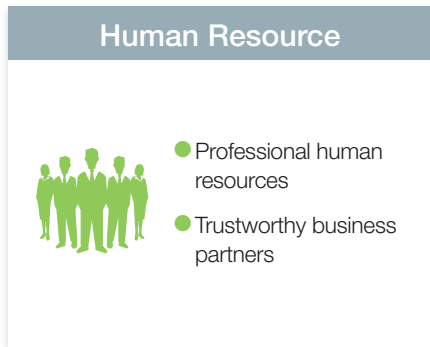 Human Resource
Professional human
resources
Trustworthy business
partners